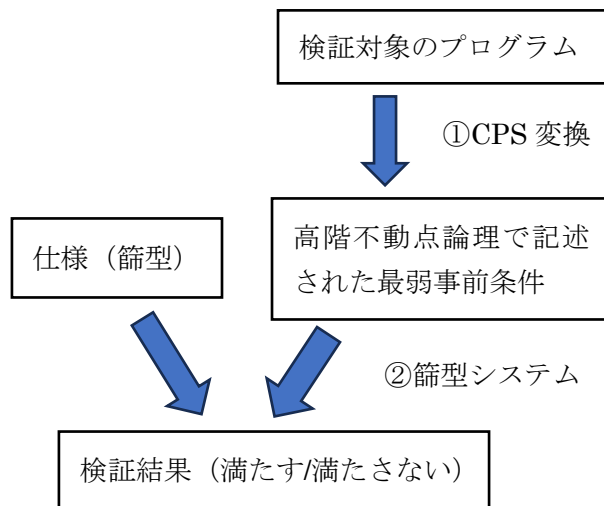 検証対象のプログラム
①CPS 変換
高階不動点論理で記述
された最弱事前条件
仕様（篩型）
②篩型システム
検証結果（満たす/満たさない）